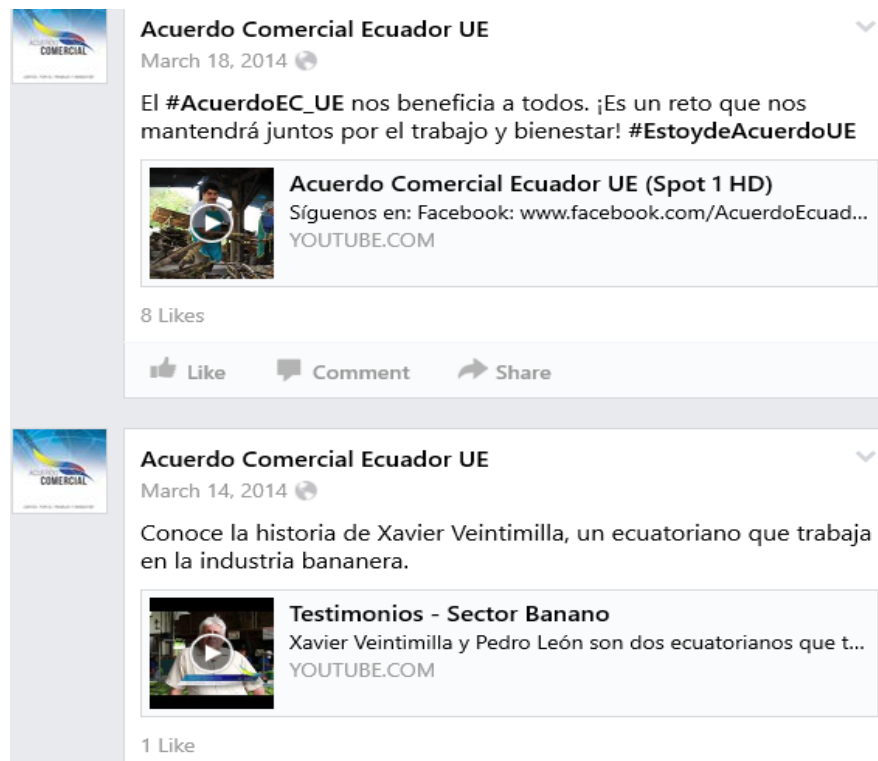 ACUERDO
COMERCIAL
Acuerdo Comercial Ecuador UE
March 18, 2014
El #AcuerdoEC_UE nos beneficia a todos. ¡Es un reto que nos
mantendrá juntos por el trabajo y bienestar! #EstoydeAcuerdoUE
Acuerdo Comercial Ecuador UE (Spot 1 HD)
Síguenos en: Facebook: www.facebook.com/AcuerdoEcuad...
YOUTUBE.COM
8 Likes
Like Comment Share
ACUERDO
COMERCIAL
Acuerdo Comercial Ecuador UE
March 14, 2014
Conoce la historia de Xavier Veintimilla, un ecuatoriano que trabaja
en la industria bananera.
Testimonios - Sector Banano
Xavier Veintimilla y Pedro León son dos ecuatorianos que t...
YOUTUBE.COM
1 Like